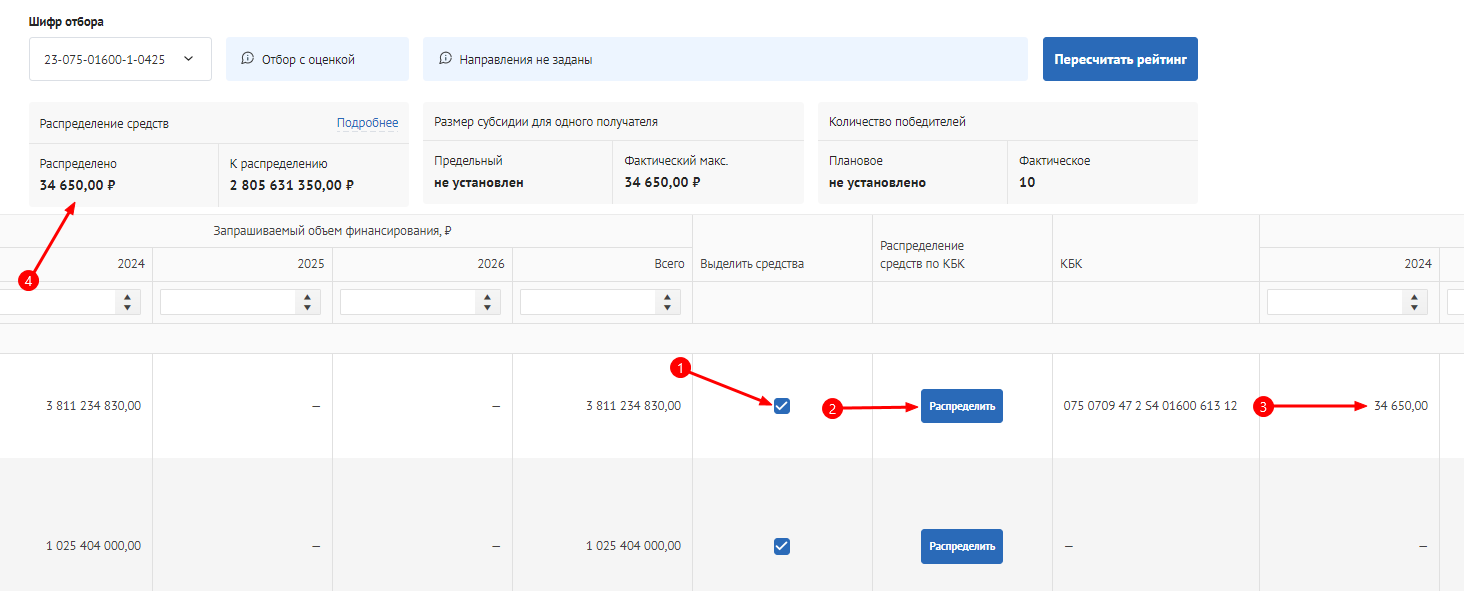 Шифр отбора
23-075-01600-1-0425
Отбор с оценкой
Направления не заданы
Пересчитать рейтинг
Распределение средств
Подробнее
Распределено
34 650,00 ₽
К распределению
2 805 631 350,00 ₽
Размер субсидии для одного получателя
Предельный
не установлен
Фактический макс.
34 650,00 ₽
Количество победителей
Плановое
не установлено
Фактическое
10
4
Запрашиваемый объем финансирования, ₽
2024
2025
2026
Всего
Выделить средства
Распределение
средств по КБК
КБК
2024
1
2
3
3 811 234 830,00
—
—
3 811 234 830,00
Распределить
075 0709 47 2 S4 01600 613 12
34 650,00
1 025 404 000,00
—
—
1 025 404 000,00
Распределить
—
—